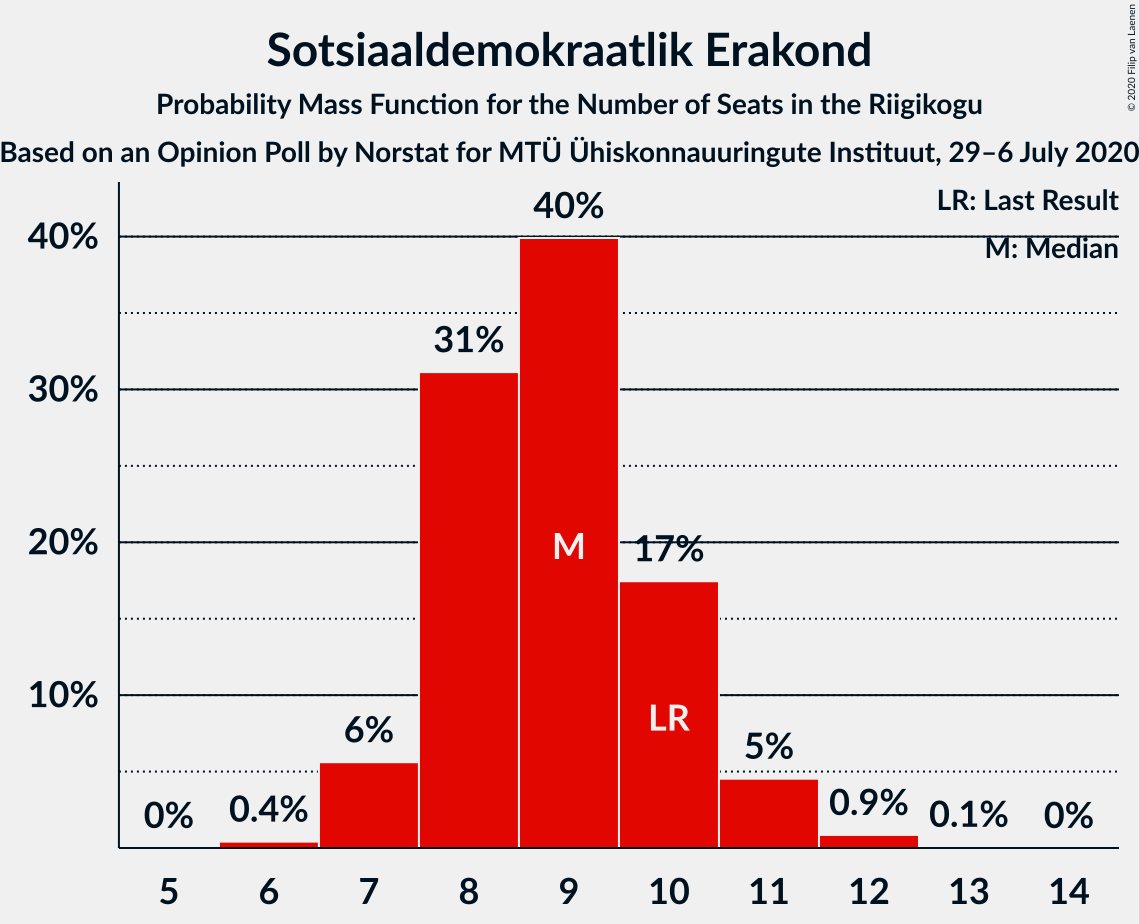 Sotsiaaldemokraatlik Erakond
Probability Mass Function for the Number of Seats in the Riigikogu
Based on an Opinion Poll by Norstat for MTÜ Ühiskonnauuringute Instituut, 29–6 July 2020
© 2020 Filip van Laenen
LR: Last Result
M: Median
40%
30%
20%
10%
0%
0.4%
6%
31%
40%
17%
5%
0.9%
0.1%
0%
M
LR
5 6 7 8 9 10 11 12 13 14